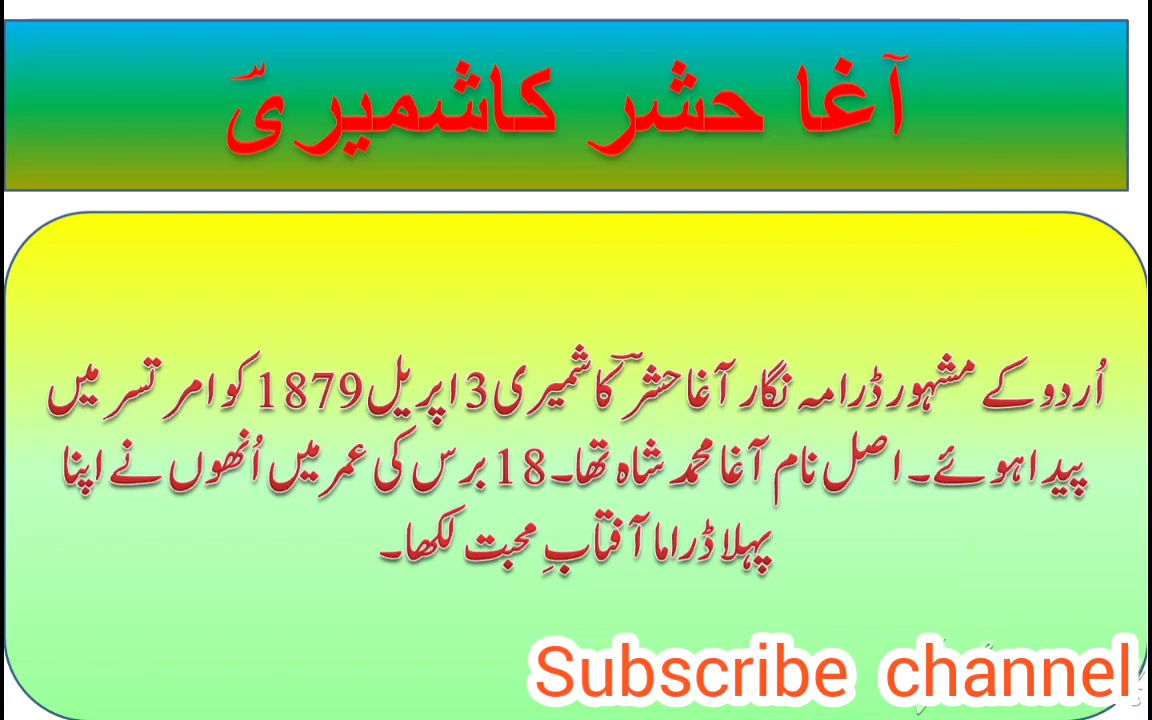 آغا حشر کاشمیریؔ
اُردو کے مشہور ڈرامہ نگار آغا حشرؔ کاشمیری 3 اپریل 1879 کو امرتسر میں
پیدا ہوئے۔ اصل نام آغا محمد شاہ تھا۔ 18 برس کی عمر میں اُنھوں نے اپنا
پہلا ڈراما آفتابِ محبت لکھا۔
Subscribe channel